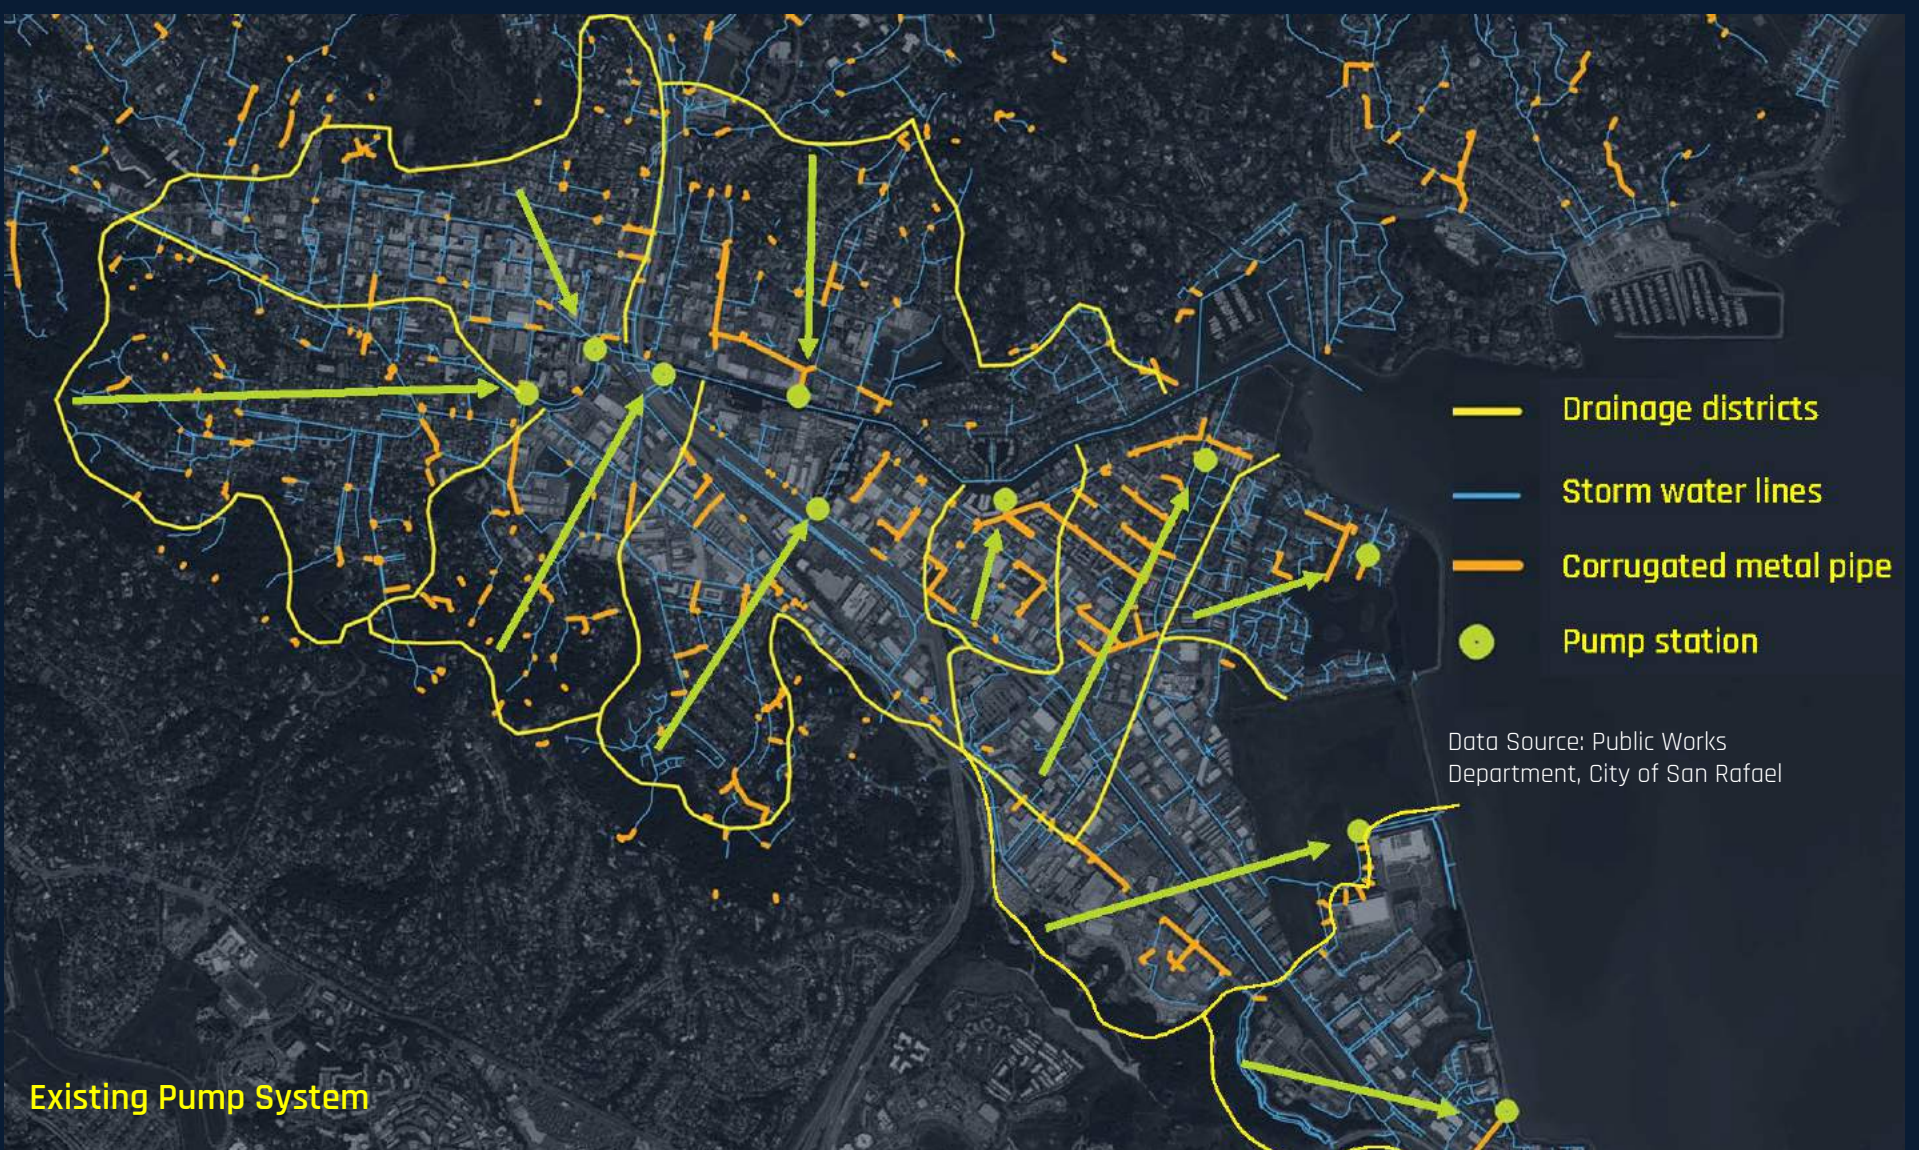 Drainage districts
Storm water lines
Corrugated metal pipe
Pump station
Data Source: Public Works
Department, City of San Rafael
Existing Pump System